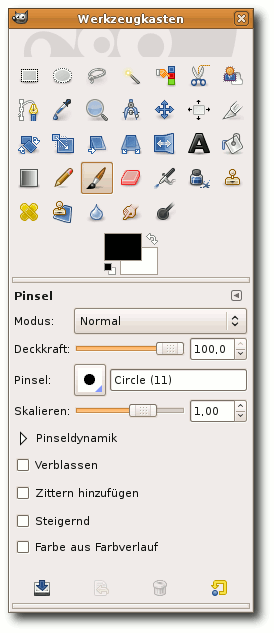 Werkzeugkasten
Pinsel
Modus: Normal
Deckkraft: 100,0
Pinsel: Circle (11)
Skalieren: 1,00
Pinseldynamik
Verblassen
Zittern hinzufügen
Steigernd
Farbe aus Farbverlauf